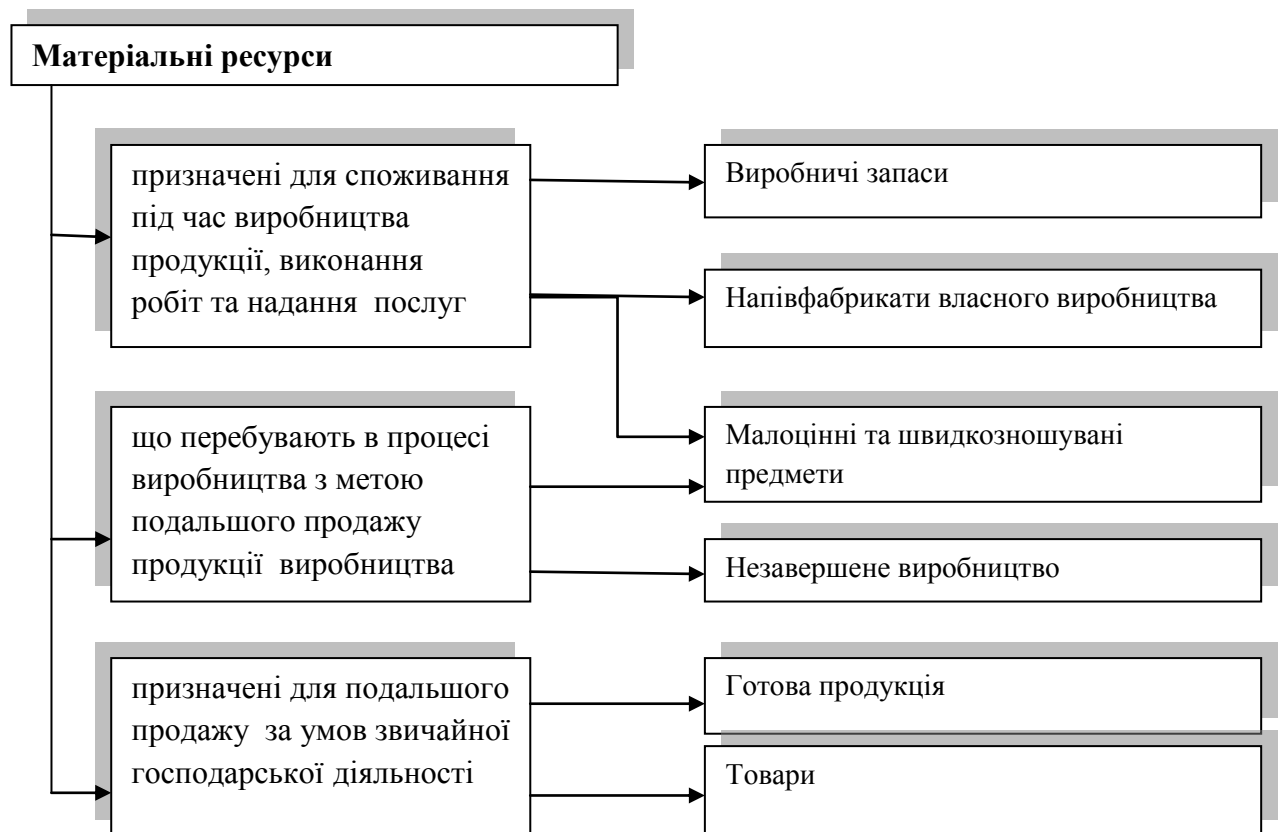 Матеріальні ресурси
призначені для споживання
під час виробництва
продукції, виконання
робіт та надання послуг
Виробничі запаси
Напівфабрикати власного виробництва
Малоцінні та швидкозношувані
предмети
що перебувають в процесі
виробництва з метою
подальшого продажу
продукції виробництва
Незавершене виробництво
призначені для подальшого
продажу за умов звичайної
господарської діяльності
Готова продукція
Товари